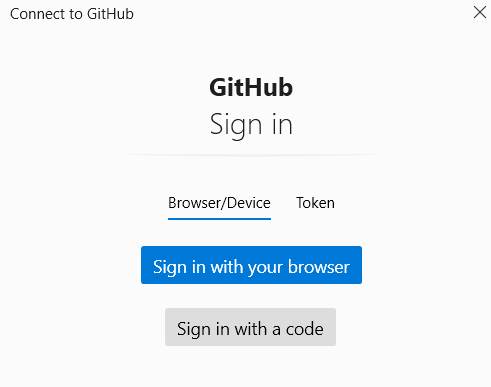 Connect to GitHub
GitHub
Sign in
Browser/Device Token
Sign in with your browser
Sign in with a code